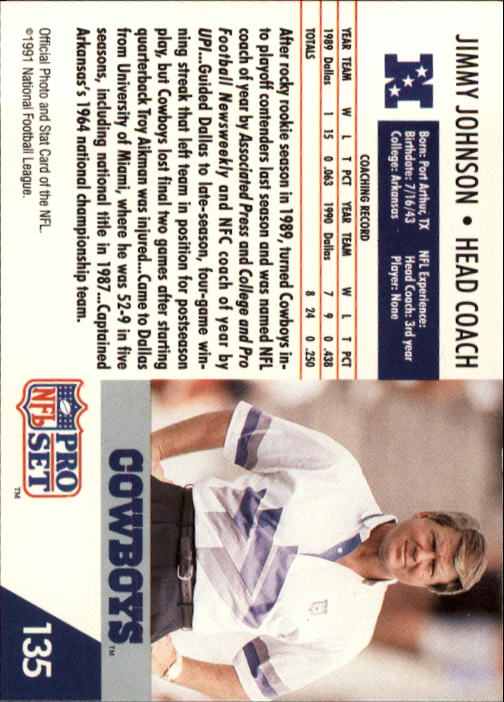 JIMMY JOHNSON • HEAD COACH
N
Born: Port Arthur, TX
Birthdate: 7/16/43
College: Arkansas
NFL Experience:
Head Coach: 3rd year
Player: None
COACHING RECORD
YEAR TEAM W L T PCT YEAR TEAM W L T PCT
1989 Dallas 1 15 0 .063 1990 Dallas 7 9 0 .438
TOTALS 8 24 0 .250
After rocky rookie season in 1989, turned Cowboys in-
to playoff contenders last season and was named NFL
coach of year by Associated Press and College and Pro
Football Newsweekly and NFC coach of year by
UPI...Guided Dallas to late-season, four-game win-
ning streak that left team in position for postseason
play, but Cowboys lost final two games after starting
quarterback Troy Aikman was injured...Came to Dallas
from University of Miami, where he was 52-9 in five
seasons, including national title in 1987...Captained
Arkansas's 1964 national championship team.
Official Photo and Stat Card of the NFL.
©1991 National Football League.
COWBOYS™
NFL PRO SET™
135